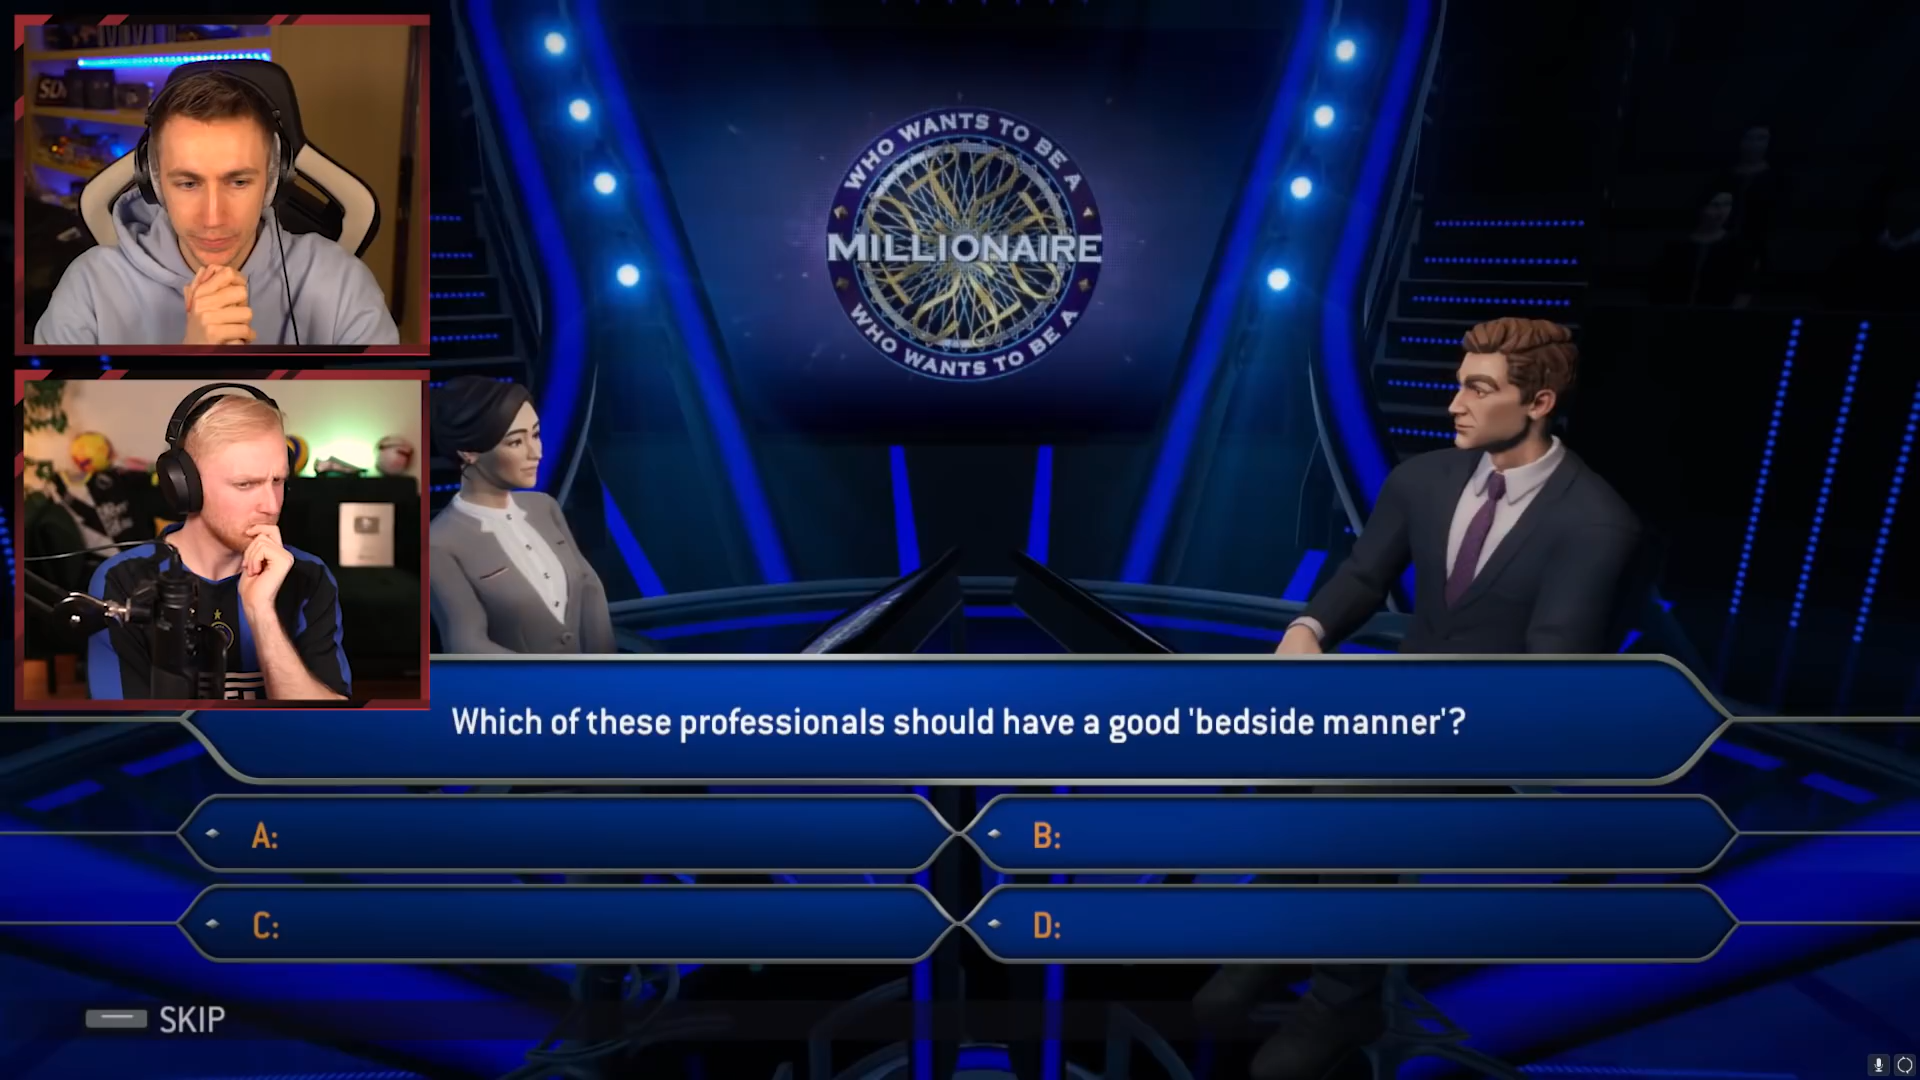 SD
WHO WANTS TO BE A
MILLIONAIRE
WHO WANTS TO BE A
Which of these professionals should have a good 'bedside manner'?
A:
B:
C:
D:
SKIP